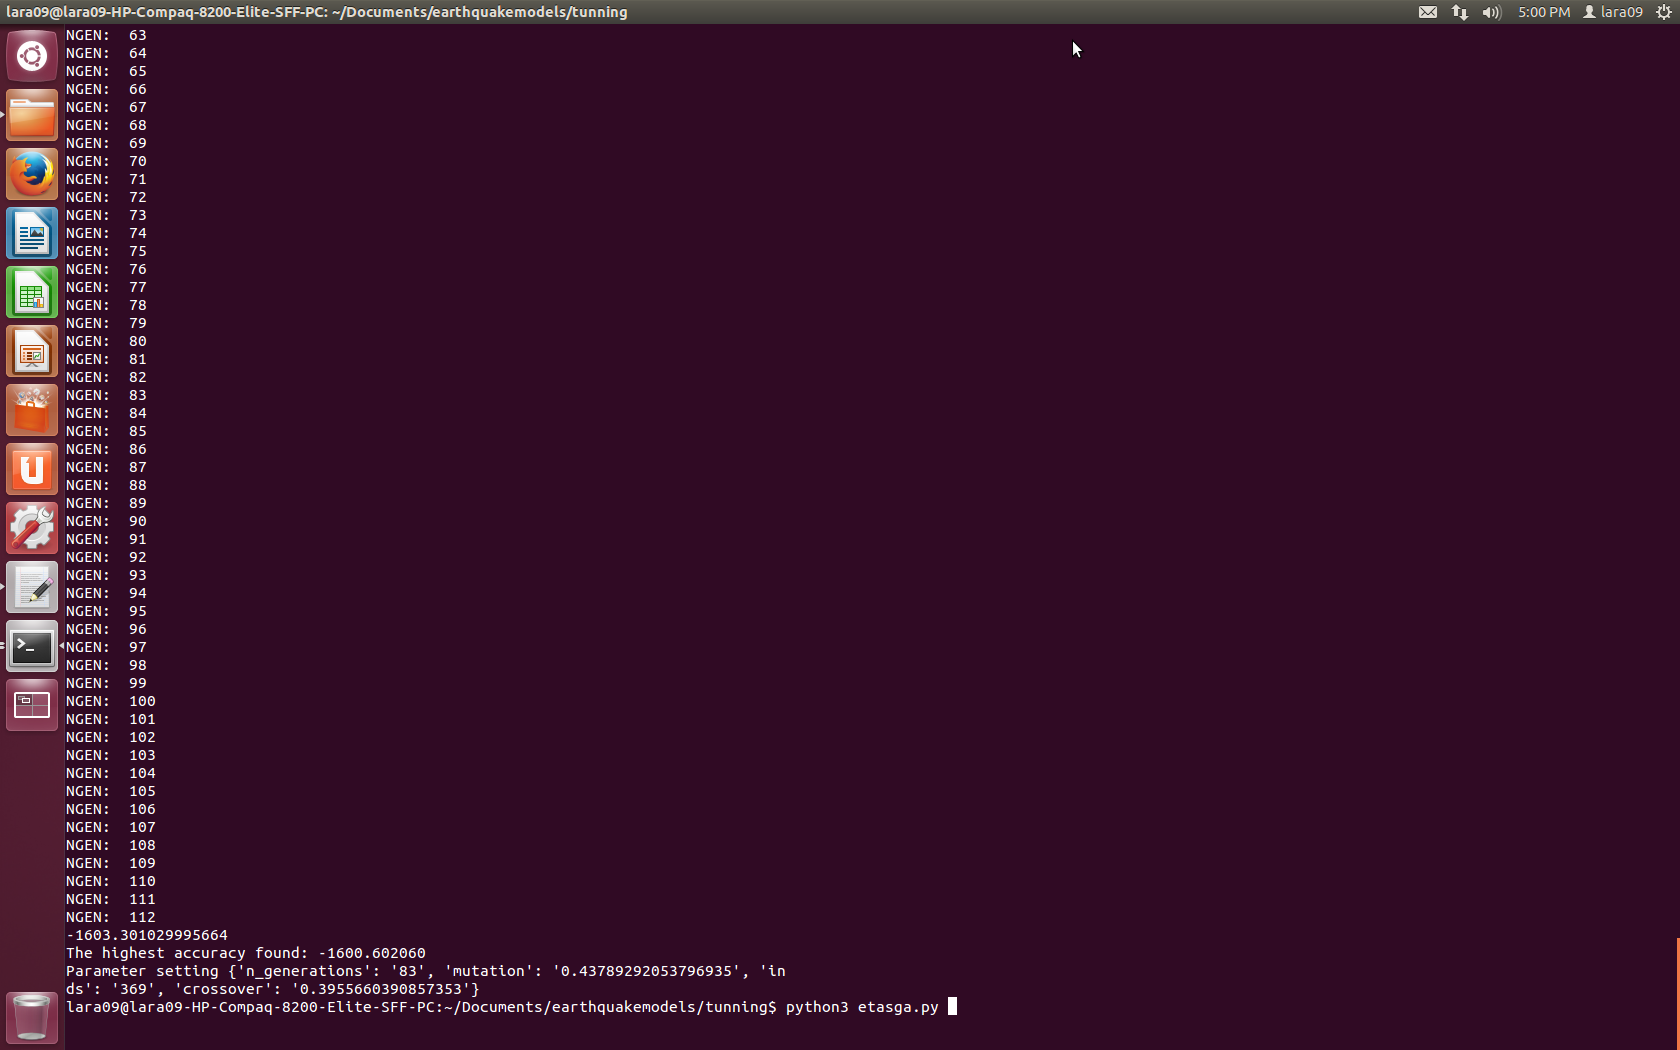 lara09@lara09-HP-Compaq-8200-Elite-SFF-PC: ~/Documents/earthquakemodels/tunning 5:00 PM lara09
NGEN:  63
NGEN:  64
NGEN:  65
NGEN:  66
NGEN:  67
NGEN:  68
NGEN:  69
NGEN:  70
NGEN:  71
NGEN:  72
NGEN:  73
NGEN:  74
NGEN:  75
NGEN:  76
NGEN:  77
NGEN:  78
NGEN:  79
NGEN:  80
NGEN:  81
NGEN:  82
NGEN:  83
NGEN:  84
NGEN:  85
NGEN:  86
NGEN:  87
NGEN:  88
NGEN:  89
NGEN:  90
NGEN:  91
NGEN:  92
NGEN:  93
NGEN:  94
NGEN:  95
NGEN:  96
NGEN:  97
NGEN:  98
NGEN:  99
NGEN:  100
NGEN:  101
NGEN:  102
NGEN:  103
NGEN:  104
NGEN:  105
NGEN:  106
NGEN:  107
NGEN:  108
NGEN:  109
NGEN:  110
NGEN:  111
NGEN:  112
-1603.301029995664
The highest accuracy found: -1600.602060
Parameter setting {'n_generations': '83', 'mutation': '0.43789292053796935', 'in
ds': '369', 'crossover': '0.3955660390857353'}
lara09@lara09-HP-Compaq-8200-Elite-SFF-PC:~/Documents/earthquakemodels/tunning$ python3 etasga.py